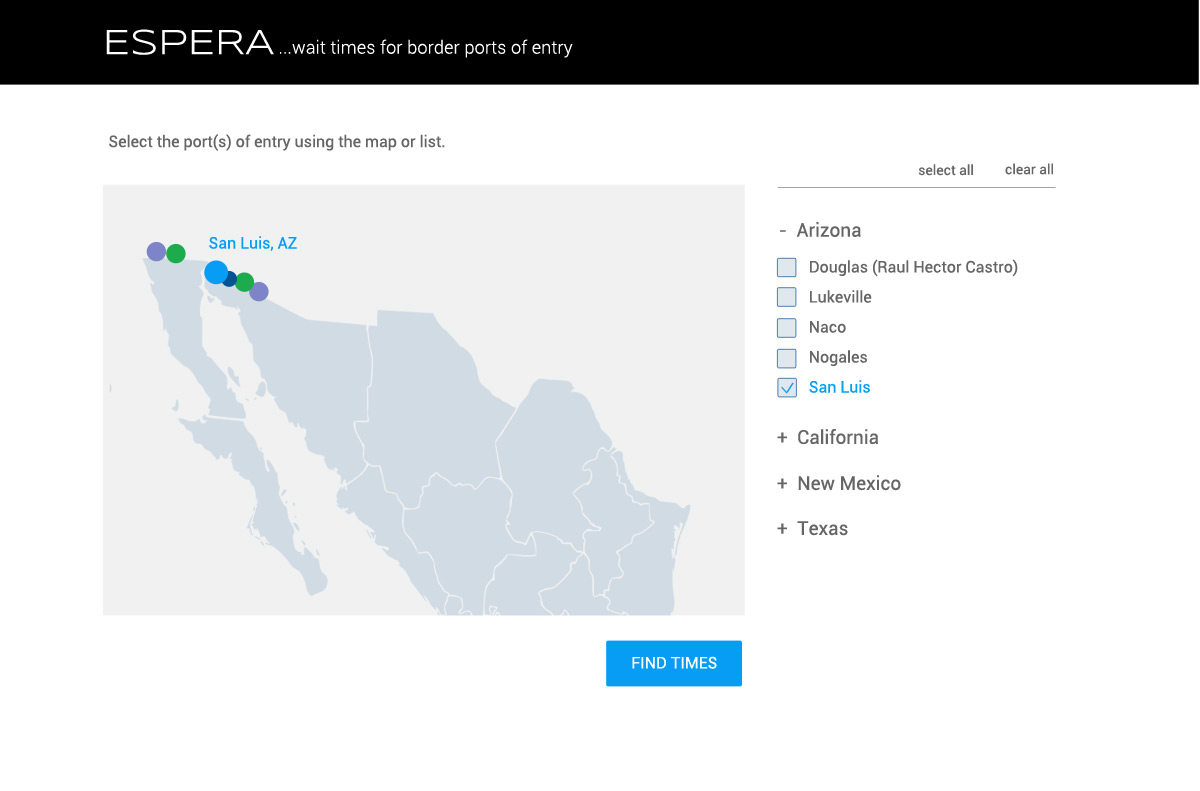 ESPERA ...wait times for border ports of entry
Select the port(s) of entry using the map or list.
select all clear all
San Luis, AZ
- Arizona
Douglas (Raul Hector Castro)
Lukeville
Naco
Nogales
San Luis
+ California
+ New Mexico
+ Texas
FIND TIMES